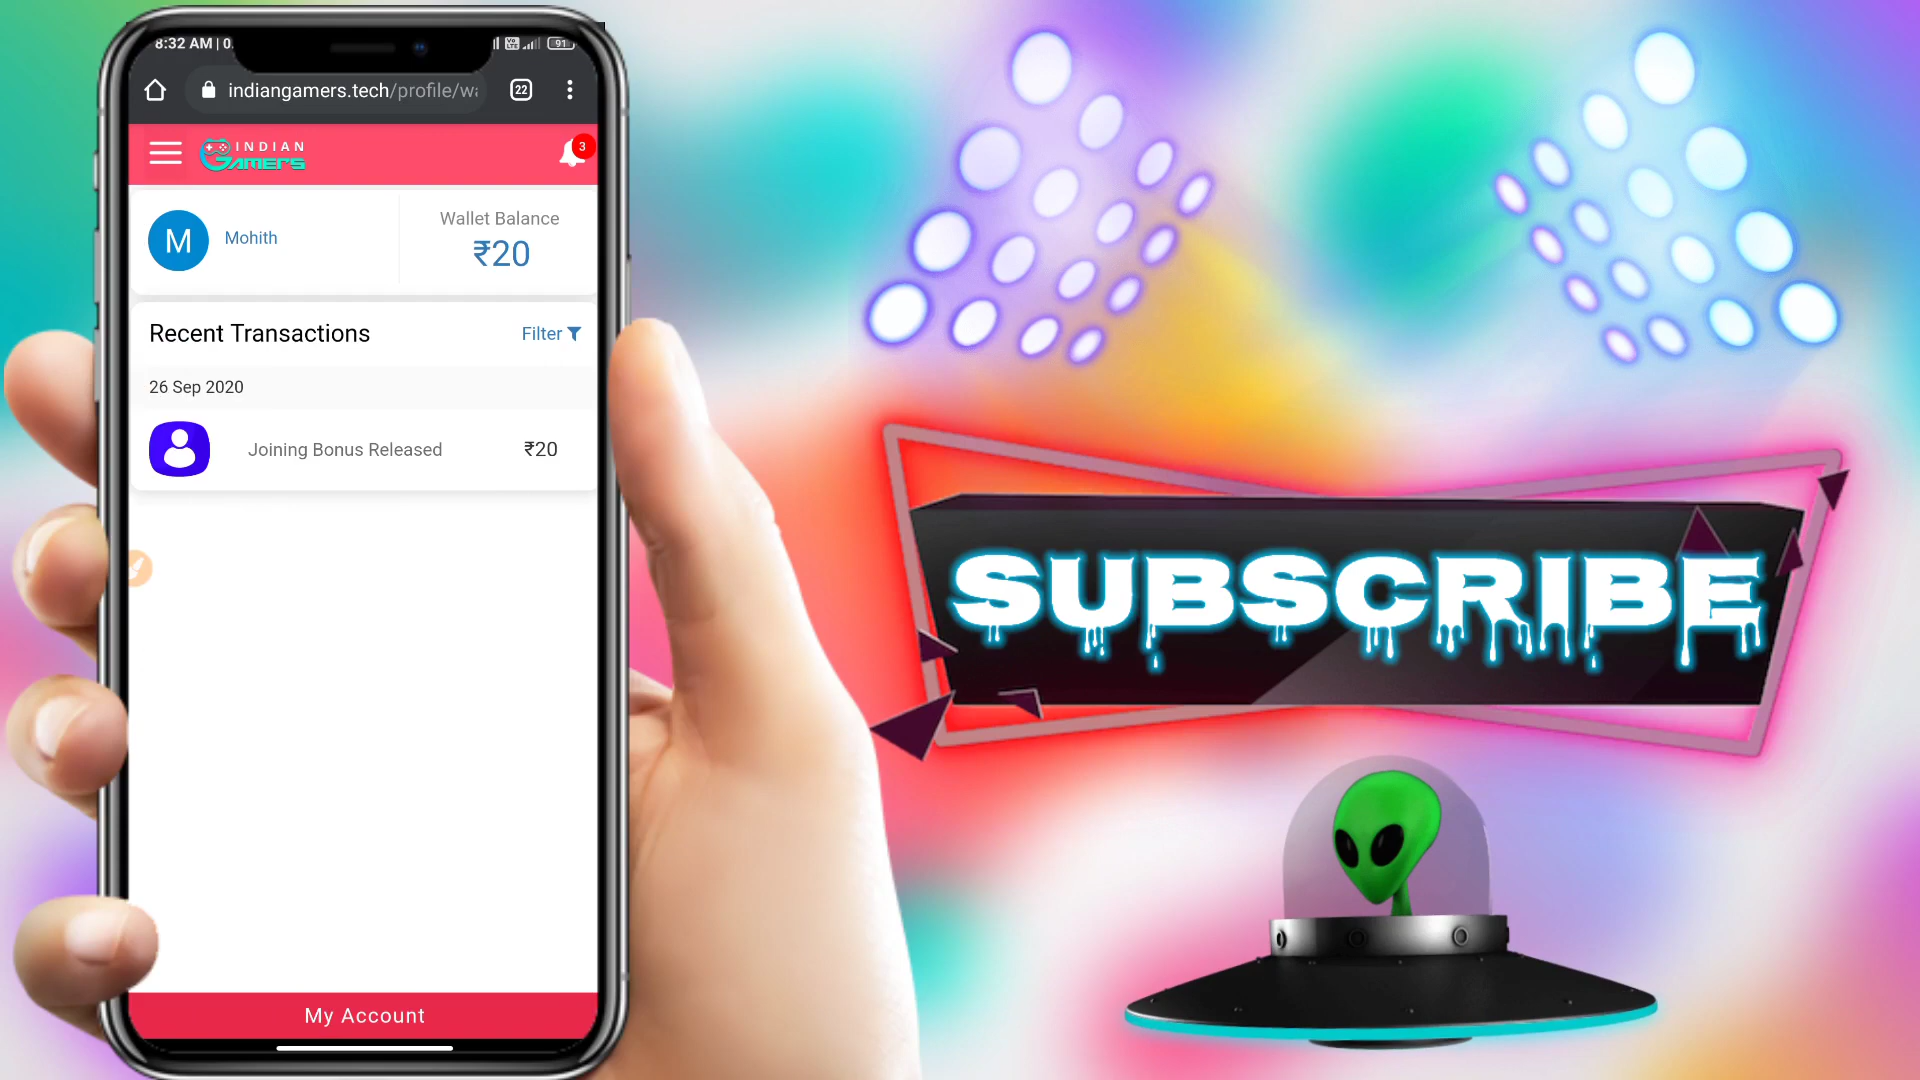 8:32 AM | 0.
91
indiangamers.tech/profile/wa
22
INDIAN
GAMERS
3
M
Mohith
Wallet Balance
₹20
Recent Transactions
Filter
26 Sep 2020
Joining Bonus Released
₹20
My Account
SUBSCRIBE